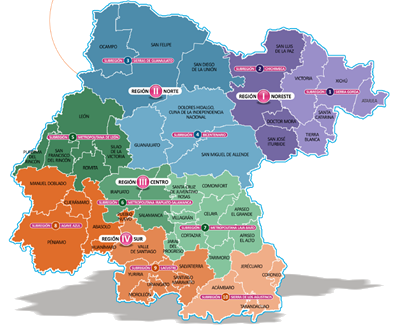 OCAMPO
SAN FELIPE
SUBREGIÓN 3 SIERRAS DE GUANAJUATO
SAN DIEGO
DE LA UNIÓN
REGIÓN II NORTE
DOLORES HIDALGO,
CUNA DE LA INDEPENDENCIA
NACIONAL
SUBREGIÓN 4 BICENTENARIO
GUANAJUATO
SAN MIGUEL DE ALLENDE
SAN LUIS
DE LA PAZ
SUBREGIÓN 2 CHICHIMECA
VICTORIA
XICHÚ
SUBREGIÓN 1 SIERRA GORDA
ATARJEA
REGIÓN I NORESTE
SANTA
CATARINA
DOCTOR MORA
TIERRA
BLANCA
SAN JOSÉ
ITURBIDE
LEÓN
SUBREGIÓN 5 METROPOLITANA DE LEÓN
SILAO
DE LA
VICTORIA
PURÍSIMA
DEL RINCÓN
SAN
FRANCISCO
DEL RINCÓN
ROMITA
REGIÓN III CENTRO
IRAPUATO
SUBREGIÓN 6 METROPOLITANA IRAPUATO-SALAMANCA
SANTA CRUZ
DE JUVENTINO
ROSAS
COMONFORT
SALAMANCA
VILLAGRÁN
CELAYA
APASEO
EL GRANDE
SUBREGIÓN 7 METROPOLITANA LAJA-BAJÍO
CORTAZAR
APASEO
EL ALTO
JARAL
DEL
PROGRESO
TARIMORO
MANUEL DOBLADO
CUERÁMARO
PUEBLO
NUEVO
ABASOLO
SUBREGIÓN 8 AGAVE AZUL
PÉNJAMO
HUANÍMARO
REGIÓN IV SUR
VALLE
DE SANTIAGO
SUBREGIÓN 9 LACUSTRE
SALVATIERRA
YURIRIA
SANTIAGO
MARAVATÍO
URIANGATO
MOROLEÓN
JERÉCUARO
CORONEO
ACÁMBARO
SUBREGIÓN 10 SIERRA DE LOS AGUSTINOS
TARANDACUAO